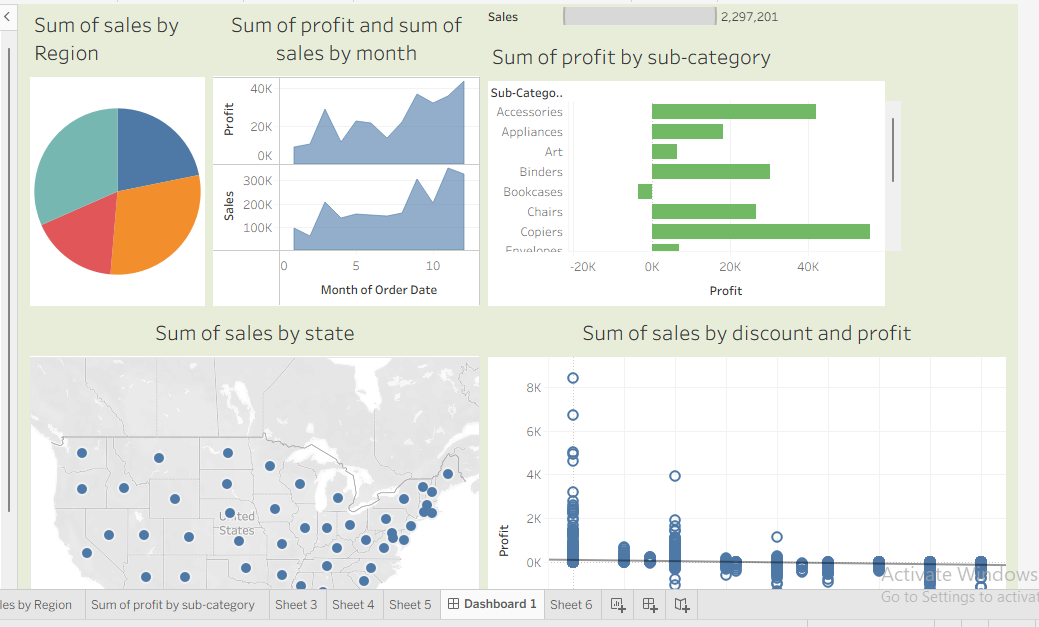 Sum of sales by
Region
Sum of profit and sum of
sales by month
Sales
2,297,201
Sum of profit by sub-category
40K
20K
0K
Profit
300K
200K
100K
Sales
0
5
10
Month of Order Date
Sub-Catego..
Accessories
Appliances
Art
Binders
Bookcases
Chairs
Copiers
Envelopes
-20K
0K
20K
40K
Profit
Sum of sales by state
United
States
Sum of sales by discount and profit
8K
6K
4K
2K
0K
Profit
Activate Windows
Go to Settings to activat
les by Region
Sum of profit by sub-category
Sheet 3
Sheet 4
Sheet 5
Dashboard 1
Sheet 6